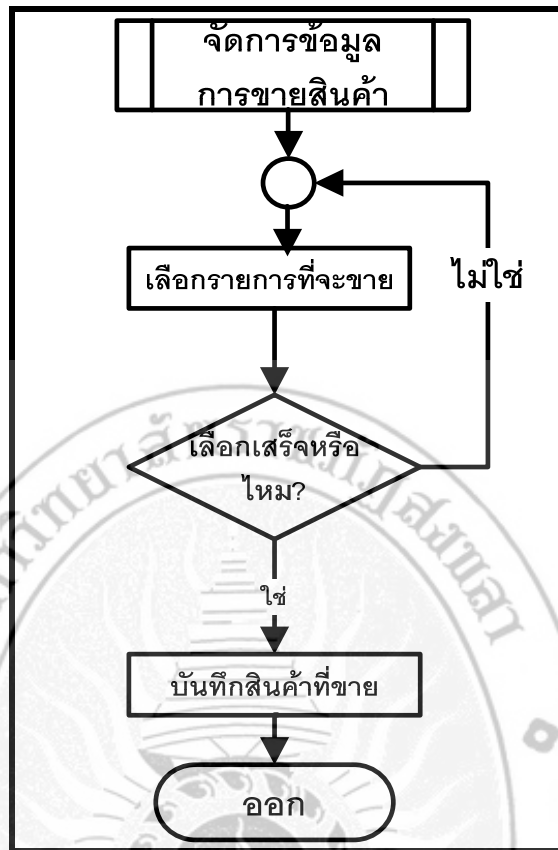 จัดการข้อมูล
การขายสินค้า
เลือกรายการที่จะขาย
ไม่ใช่
เลือกเสร็จหรือ
ไหม?
ใช่
บันทึกสินค้าที่ขาย
ออก